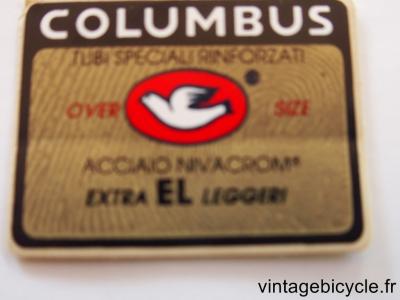 COLUMBUS
TUBI SPECIALI RINFORZATI
OVER SIZE
®
ACCIAIO NIVACROM®
EXTRA EL LEGGERI
vintagebicycle.fr